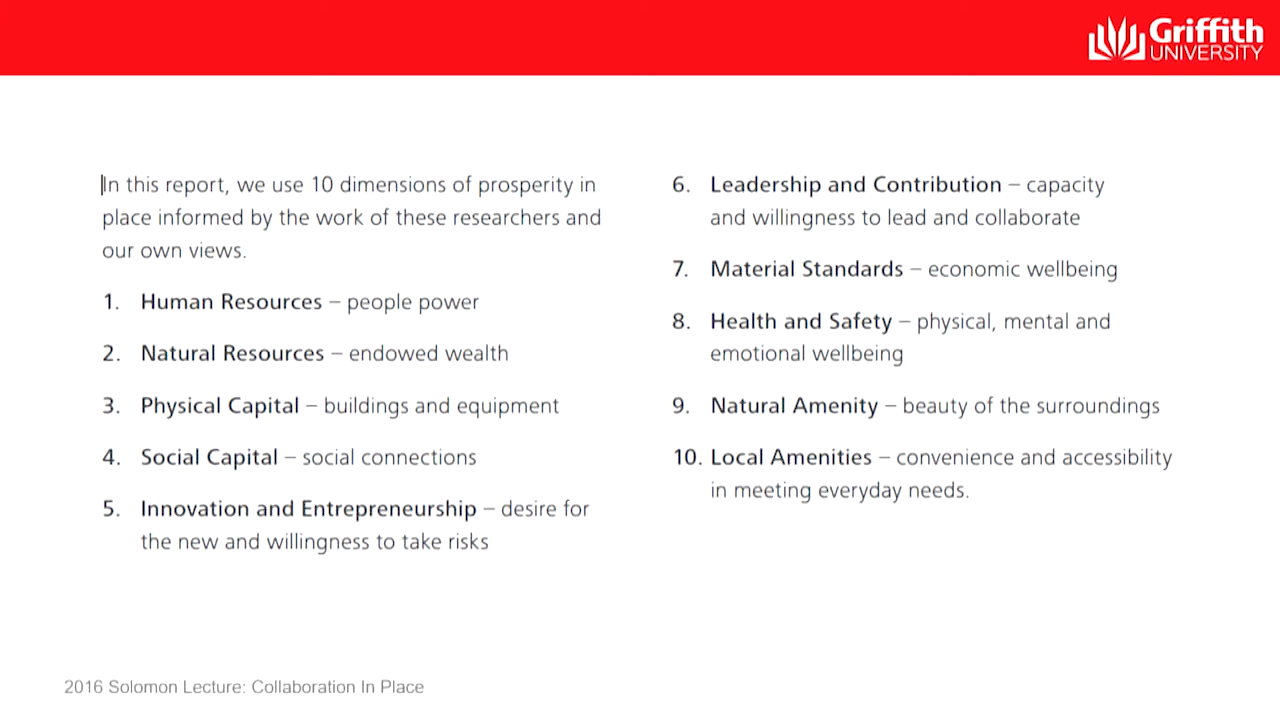 Griffith
UNIVERSITY
In this report, we use 10 dimensions of prosperity in
place informed by the work of these researchers and
our own views.
1. Human Resources – people power
2. Natural Resources – endowed wealth
3. Physical Capital – buildings and equipment
4. Social Capital – social connections
5. Innovation and Entrepreneurship – desire for
the new and willingness to take risks
6. Leadership and Contribution – capacity
and willingness to lead and collaborate
7. Material Standards – economic wellbeing
8. Health and Safety – physical, mental and
emotional wellbeing
9. Natural Amenity – beauty of the surroundings
10. Local Amenities – convenience and accessibility
in meeting everyday needs.
2016 Solomon Lecture: Collaboration In Place